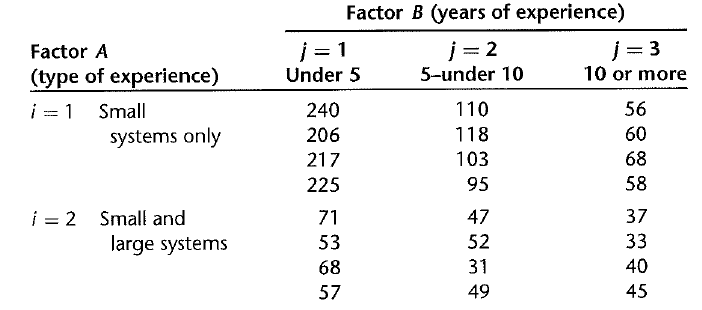 Factor B (years of experience)
Factor A j = 1 j = 2 j = 3
(type of experience) Under 5 5–under 10 10 or more
i = 1 Small 240 110 56
systems only 206 118 60
217 103 68
225 95 58
i = 2 Small and 71 47 37
large systems 53 52 33
68 31 40
57 49 45